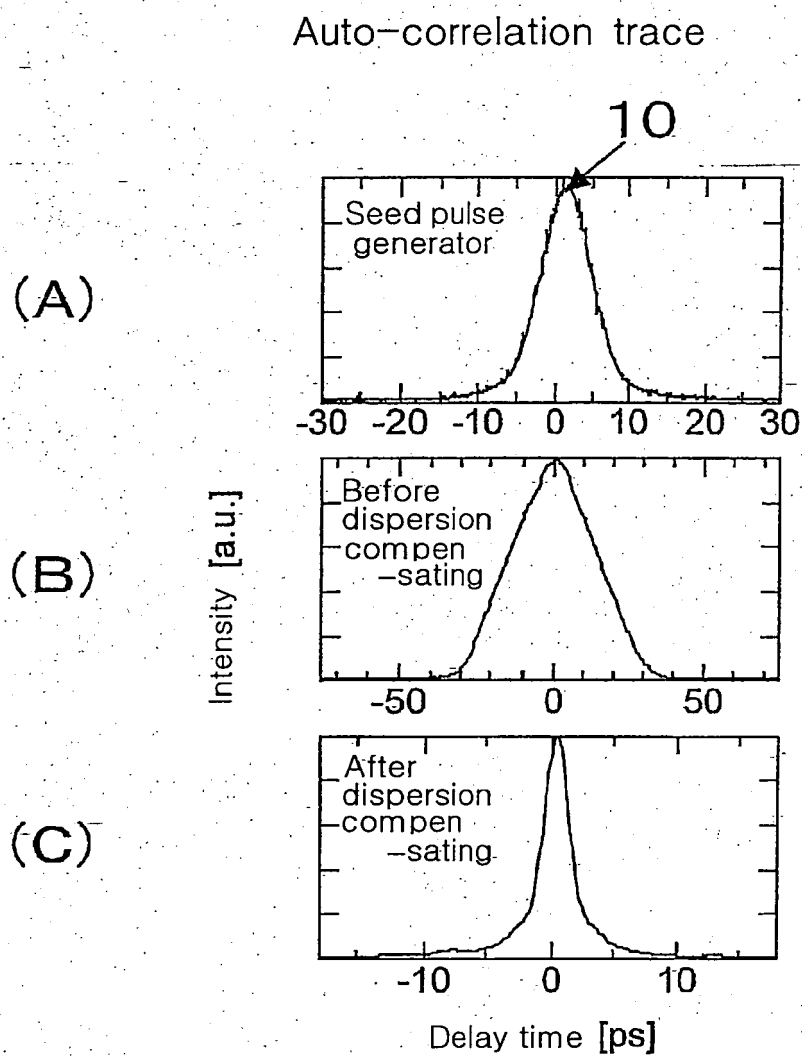 Auto-correlation trace
10
(A)
Seed pulse
generator
-30 -20 -10 0 10 20 30
(B)
Intensity [a.u.]
Before
dispersion
compen
-sating
-50 0 50
(C)
After
dispersion
compen
-sating
-10 0 10
Delay time [ps]